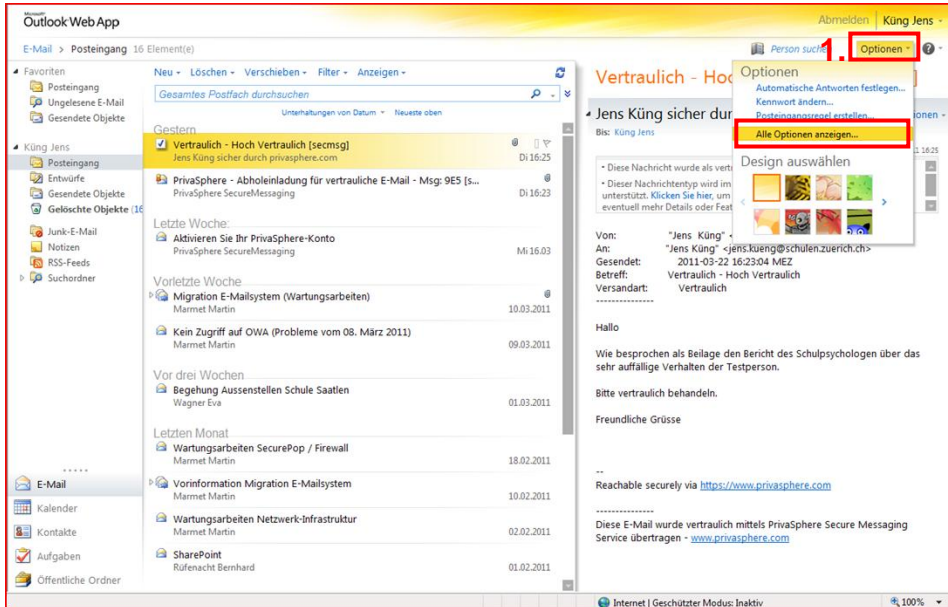 Microsoft
Outlook Web App
Abmelden Küng Jens
E-Mail > Posteingang 16 Element(e)
Person suche
1.
Optionen
Favoriten
Posteingang
Ungelesene E-Mail
Gesendete Objekte
Küng Jens
Posteingang
Entwürfe
Gesendete Objekte
Gelöschte Objekte (16
Junk-E-Mail
Notizen
RSS-Feeds
Suchordner
E-Mail
Kalender
Kontakte
Aufgaben
Öffentliche Ordner
Neu Löschen Verschieben Filter Anzeigen
Gesamtes Postfach durchsuchen
Unterhaltungen von Datum Neueste oben
Gestern
Vertraulich - Hoch Vertraulich [secmsg]
Jens Küng sicher durch privasphere.com Di 16:25
PrivaSphere - Abholeinladung für vertrauliche E-Mail - Msg: 9E5 [s...
PrivaSphere SecureMessaging Di 16:23
Letzte Woche:
Aktivieren Sie Ihr PrivaSphere-Konto
PrivaSphere SecureMessaging Mi 16.03
Vorletzte Woche
Migration E-Mailsystem (Wartungsarbeiten)
Marmet Martin 10.03.2011
Kein Zugriff auf OWA (Probleme vom 08. März 2011)
Marmet Martin 09.03.2011
Vor drei Wochen
Begehung Aussenstellen Schule Saatlen
Wagner Eva 01.03.2011
Letzten Monat
Wartungsarbeiten SecurePop / Firewall
Marmet Martin 18.02.2011
Vorinformation Migration E-Mailsystem
Marmet Martin 10.02.2011
Wartungsarbeiten Netzwerk-Infrastruktur
Marmet Martin 02.02.2011
SharePoint
Rüfenacht Bernhard 01.02.2011
Vertraulich - Hoc
Jens Küng sicher dur
ionen
Bis: Küng Jens
11 16:25
Optionen
Automatische Antworten festlegen...
Kennwort ändern...
Posteingangsregel erstellen...
Alle Optionen anzeigen...
Design auswählen
• Diese Nachricht wurde als vert
• Dieser Nachrichtentyp wird im
unterstützt. Klicken Sie hier, um
eventuell mehr Details oder Feat
Von: "Jens Küng" <
An: "Jens Küng" <jens.kueng@schulen.zuerich.ch>
Gesendet: 2011-03-22 16:23:04 MEZ
Betreff: Vertraulich - Hoch Vertraulich
Versandart: Vertraulich
---------------
Hallo
Wie besprochen als Beilage den Bericht des Schulpsychologen über das
sehr auffällige Verhalten der Testperson.
Bitte vertraulich behandeln.
Freundliche Grüsse
--
Reachable securely via https://www.privasphere.com
---------------
Diese E-Mail wurde vertraulich mittels PrivaSphere Secure Messaging
Service übertragen - www.privasphere.com
Internet | Geschützter Modus: Inaktiv 100%